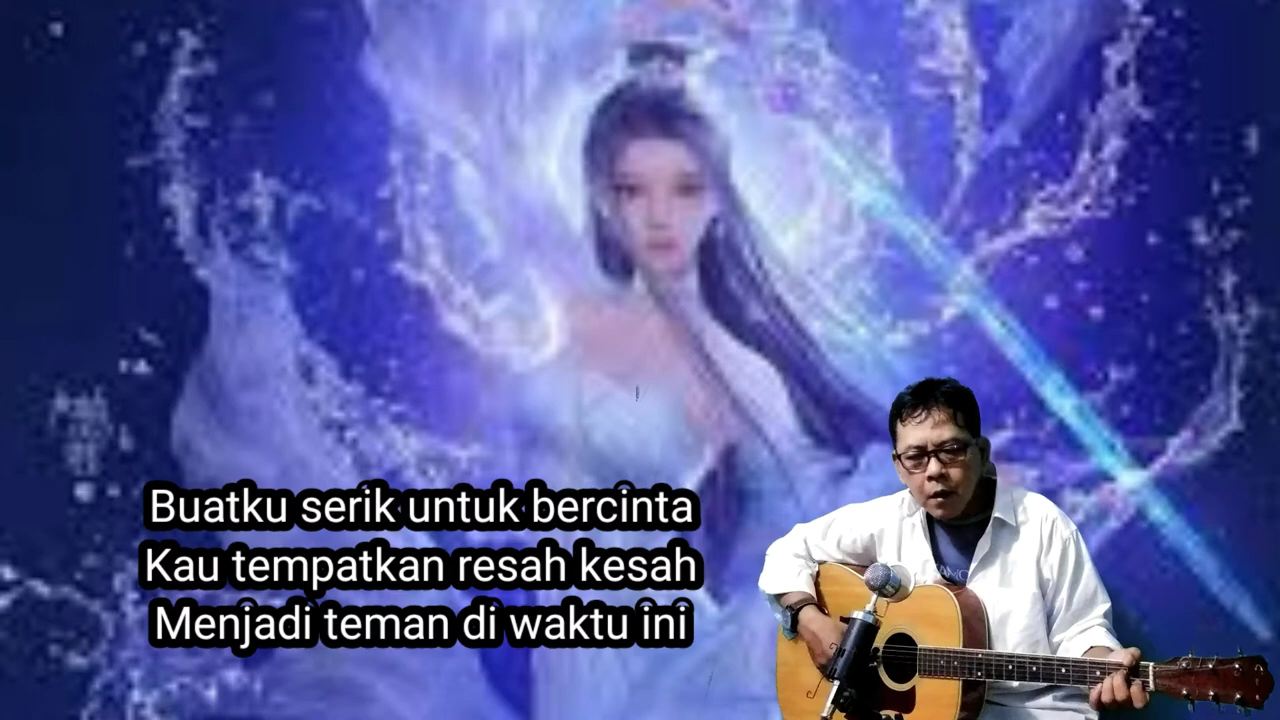 Buatku serik untuk bercinta
Kau tempatkan resah kesah
Menjadi teman di waktu ini